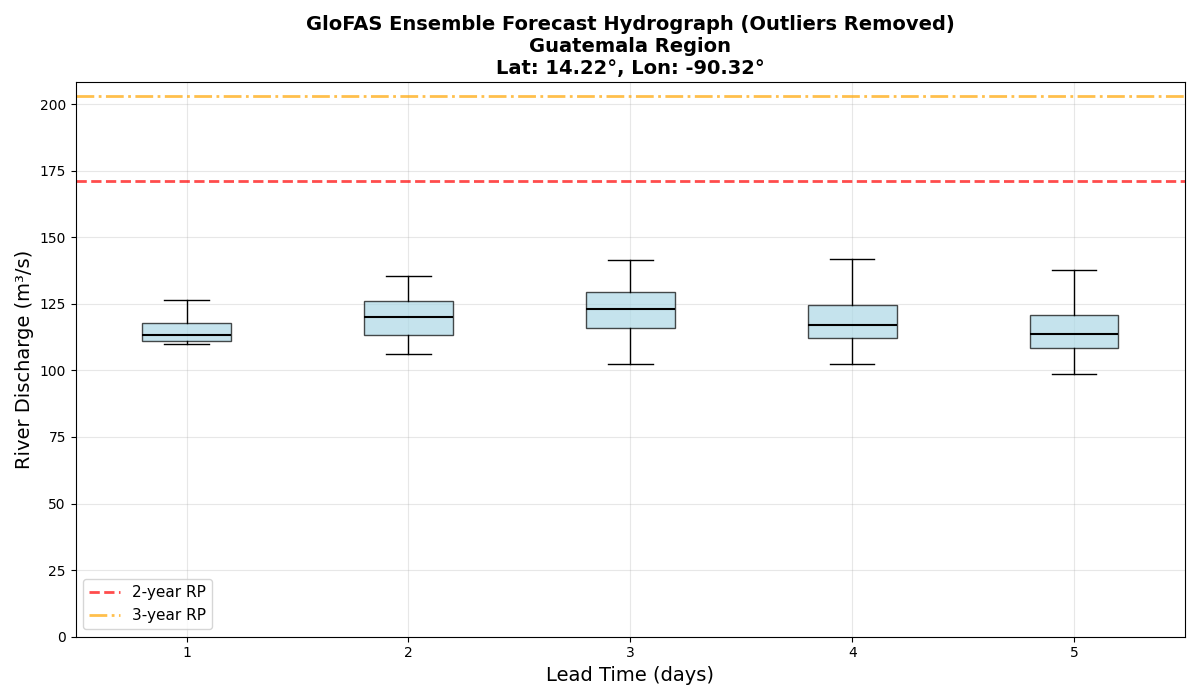 GloFAS Ensemble Forecast Hydrograph (Outliers Removed)
Guatemala Region
Lat: 14.22°, Lon: -90.32°
River Discharge (m³/s)
200
175
150
125
100
75
50
25
0
2-year RP
3-year RP
1
2
3
4
5
Lead Time (days)